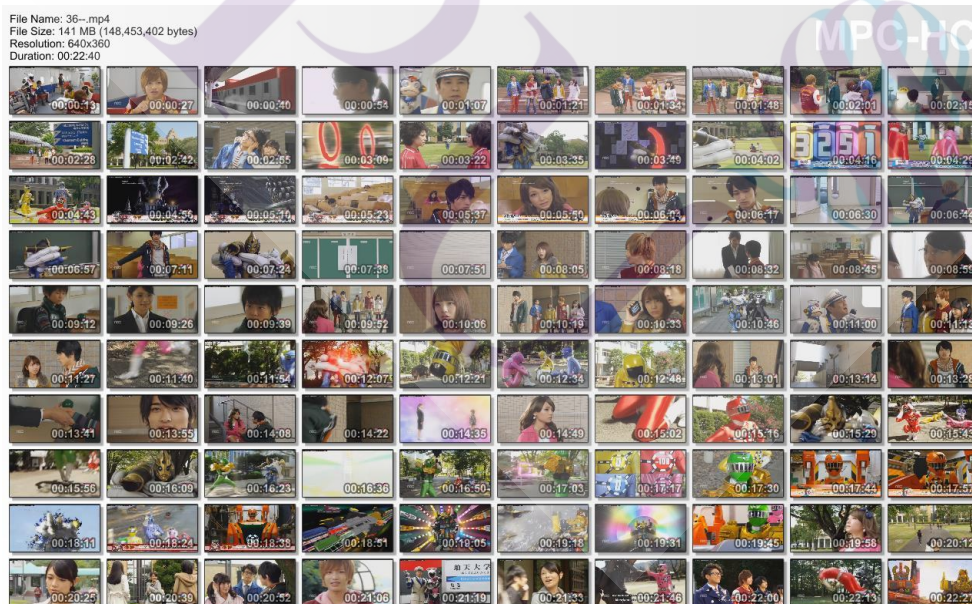 File Name: 36--.mp4
File Size: 141 MB (148,453,402 bytes)
Resolution: 640x360
Duration: 00:22:40
MPC-HC
00:00:13 00:00:27 00:00:40 00:00:54 00:01:07 00:01:21 00:01:34 00:01:48 00:02:01 00:02:15
00:02:28 00:02:42 00:02:55 00:03:09 00:03:22 00:03:35 00:03:49 00:04:02 00:04:16 00:04:29
00:04:43 00:04:56 00:05:10 00:05:23 00:05:37 00:05:50 00:06:04 00:06:17 00:06:30 00:06:44
00:06:57 00:07:11 00:07:24 00:07:38 00:07:51 00:08:05 00:08:18 00:08:32 00:08:45 00:08:59
00:09:12 00:09:26 00:09:39 00:09:52 00:10:06 00:10:19 00:10:33 00:10:46 00:11:00 00:11:1
00:11:27 00:11:40 00:11:54 00:12:07 00:12:21 00:12:34 00:12:48 00:13:01 00:13:14 00:13:28
00:13:41 00:13:55 00:14:08 00:14:22 00:14:35 00:14:49 00:15:02 00:15:16 00:15:29 00:15:43
00:15:56 00:16:09 00:16:23 00:16:36 00:16:50 00:17:03 00:17:17 00:17:30 00:17:44 00:17:57
00:18:11 00:18:24 00:18:38 00:18:51 00:19:05 00:19:18 00:19:31 00:19:45 00:19:58 00:20:12
00:20:25 00:20:39 00:20:52 00:21:06 00:21:19 00:21:33 00:21:46 00:22:00 00:22:13 00:22:27